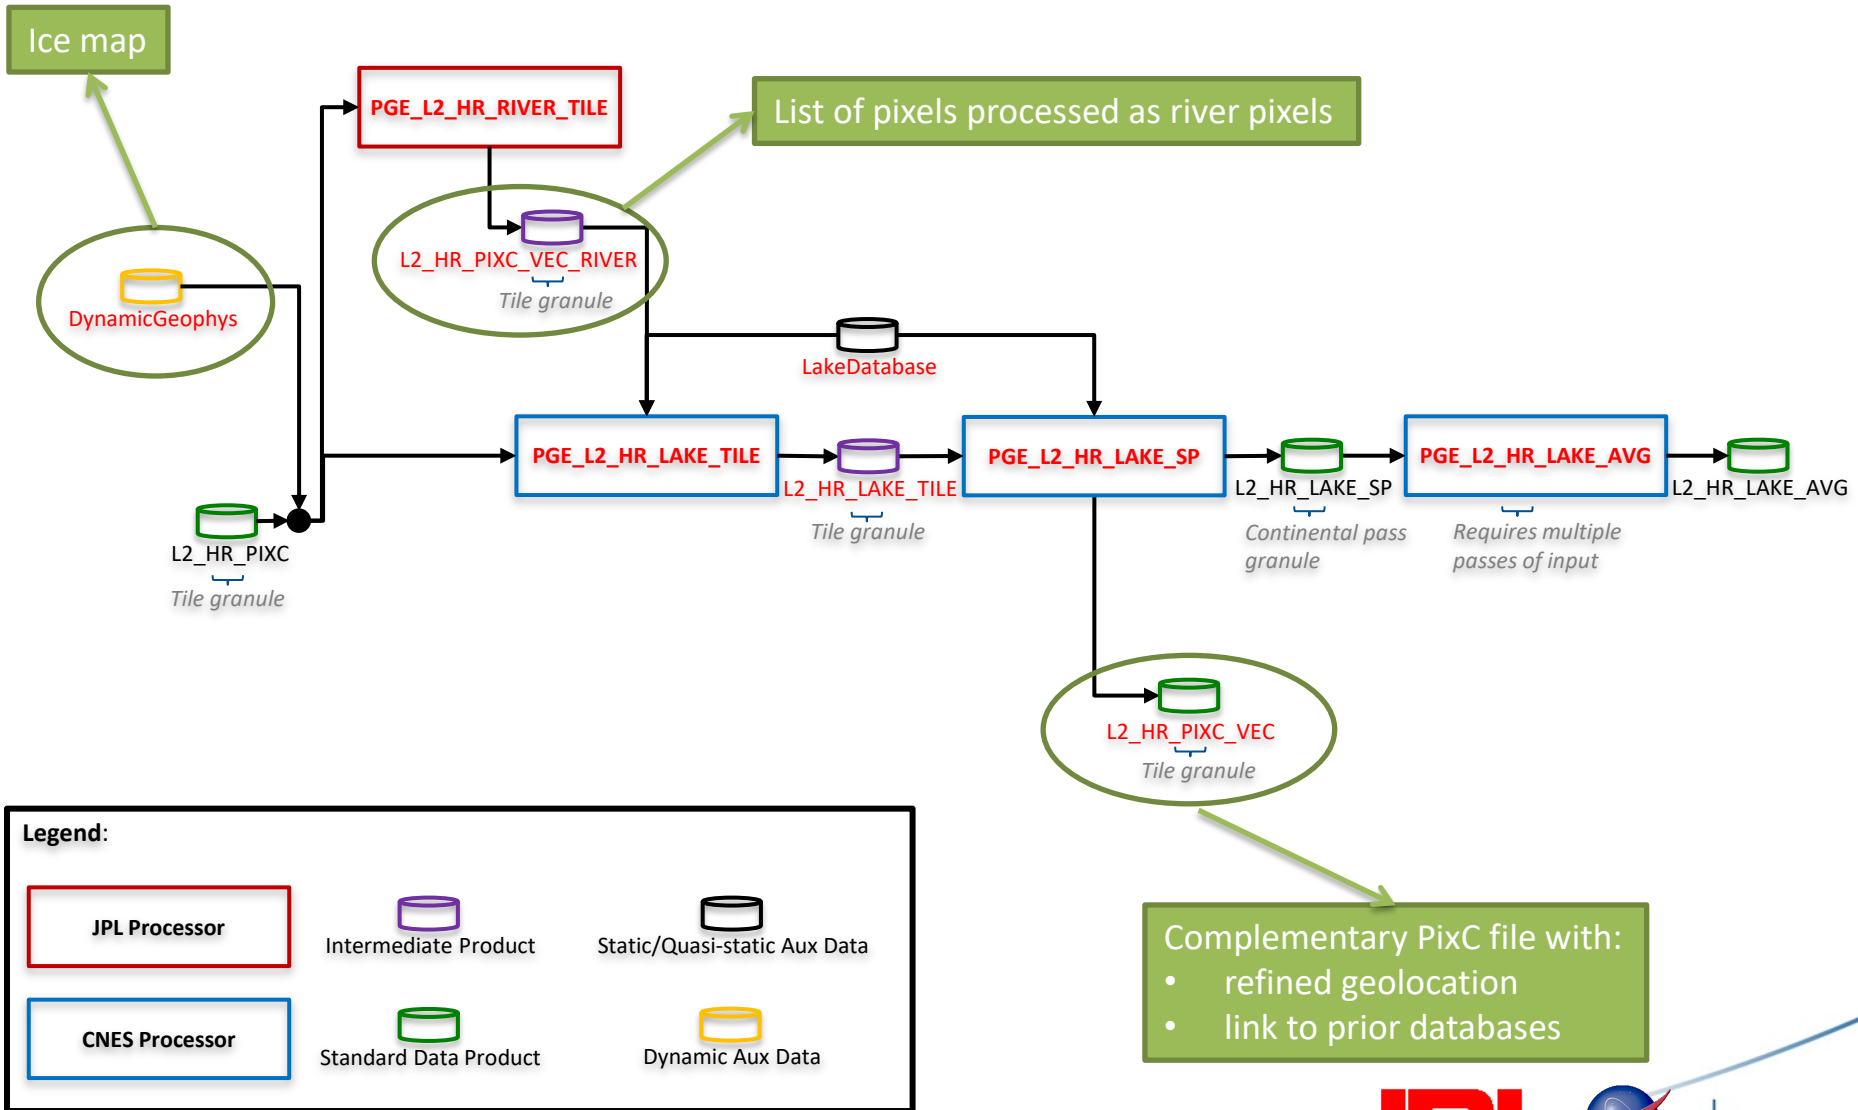 Ice map
PGE_L2_HR_RIVER_TILE
List of pixels processed as river pixels
L2_HR_PIXC_VEC_RIVER
Tile granule
DynamicGeophys
LakeDatabase
PGE_L2_HR_LAKE_TILE
L2_HR_LAKE_TILE
Tile granule
PGE_L2_HR_LAKE_SP
L2_HR_LAKE_SP
Continental pass
granule
PGE_L2_HR_LAKE_AVG
Requires multiple
passes of input
L2_HR_LAKE_AVG
L2_HR_PIXC
Tile granule
L2_HR_PIXC_VEC
Tile granule
Legend:
JPL Processor
Intermediate Product
Static/Quasi-static Aux Data
CNES Processor
Standard Data Product
Dynamic Aux Data
Complementary PixC file with:
• refined geolocation
• link to prior databases